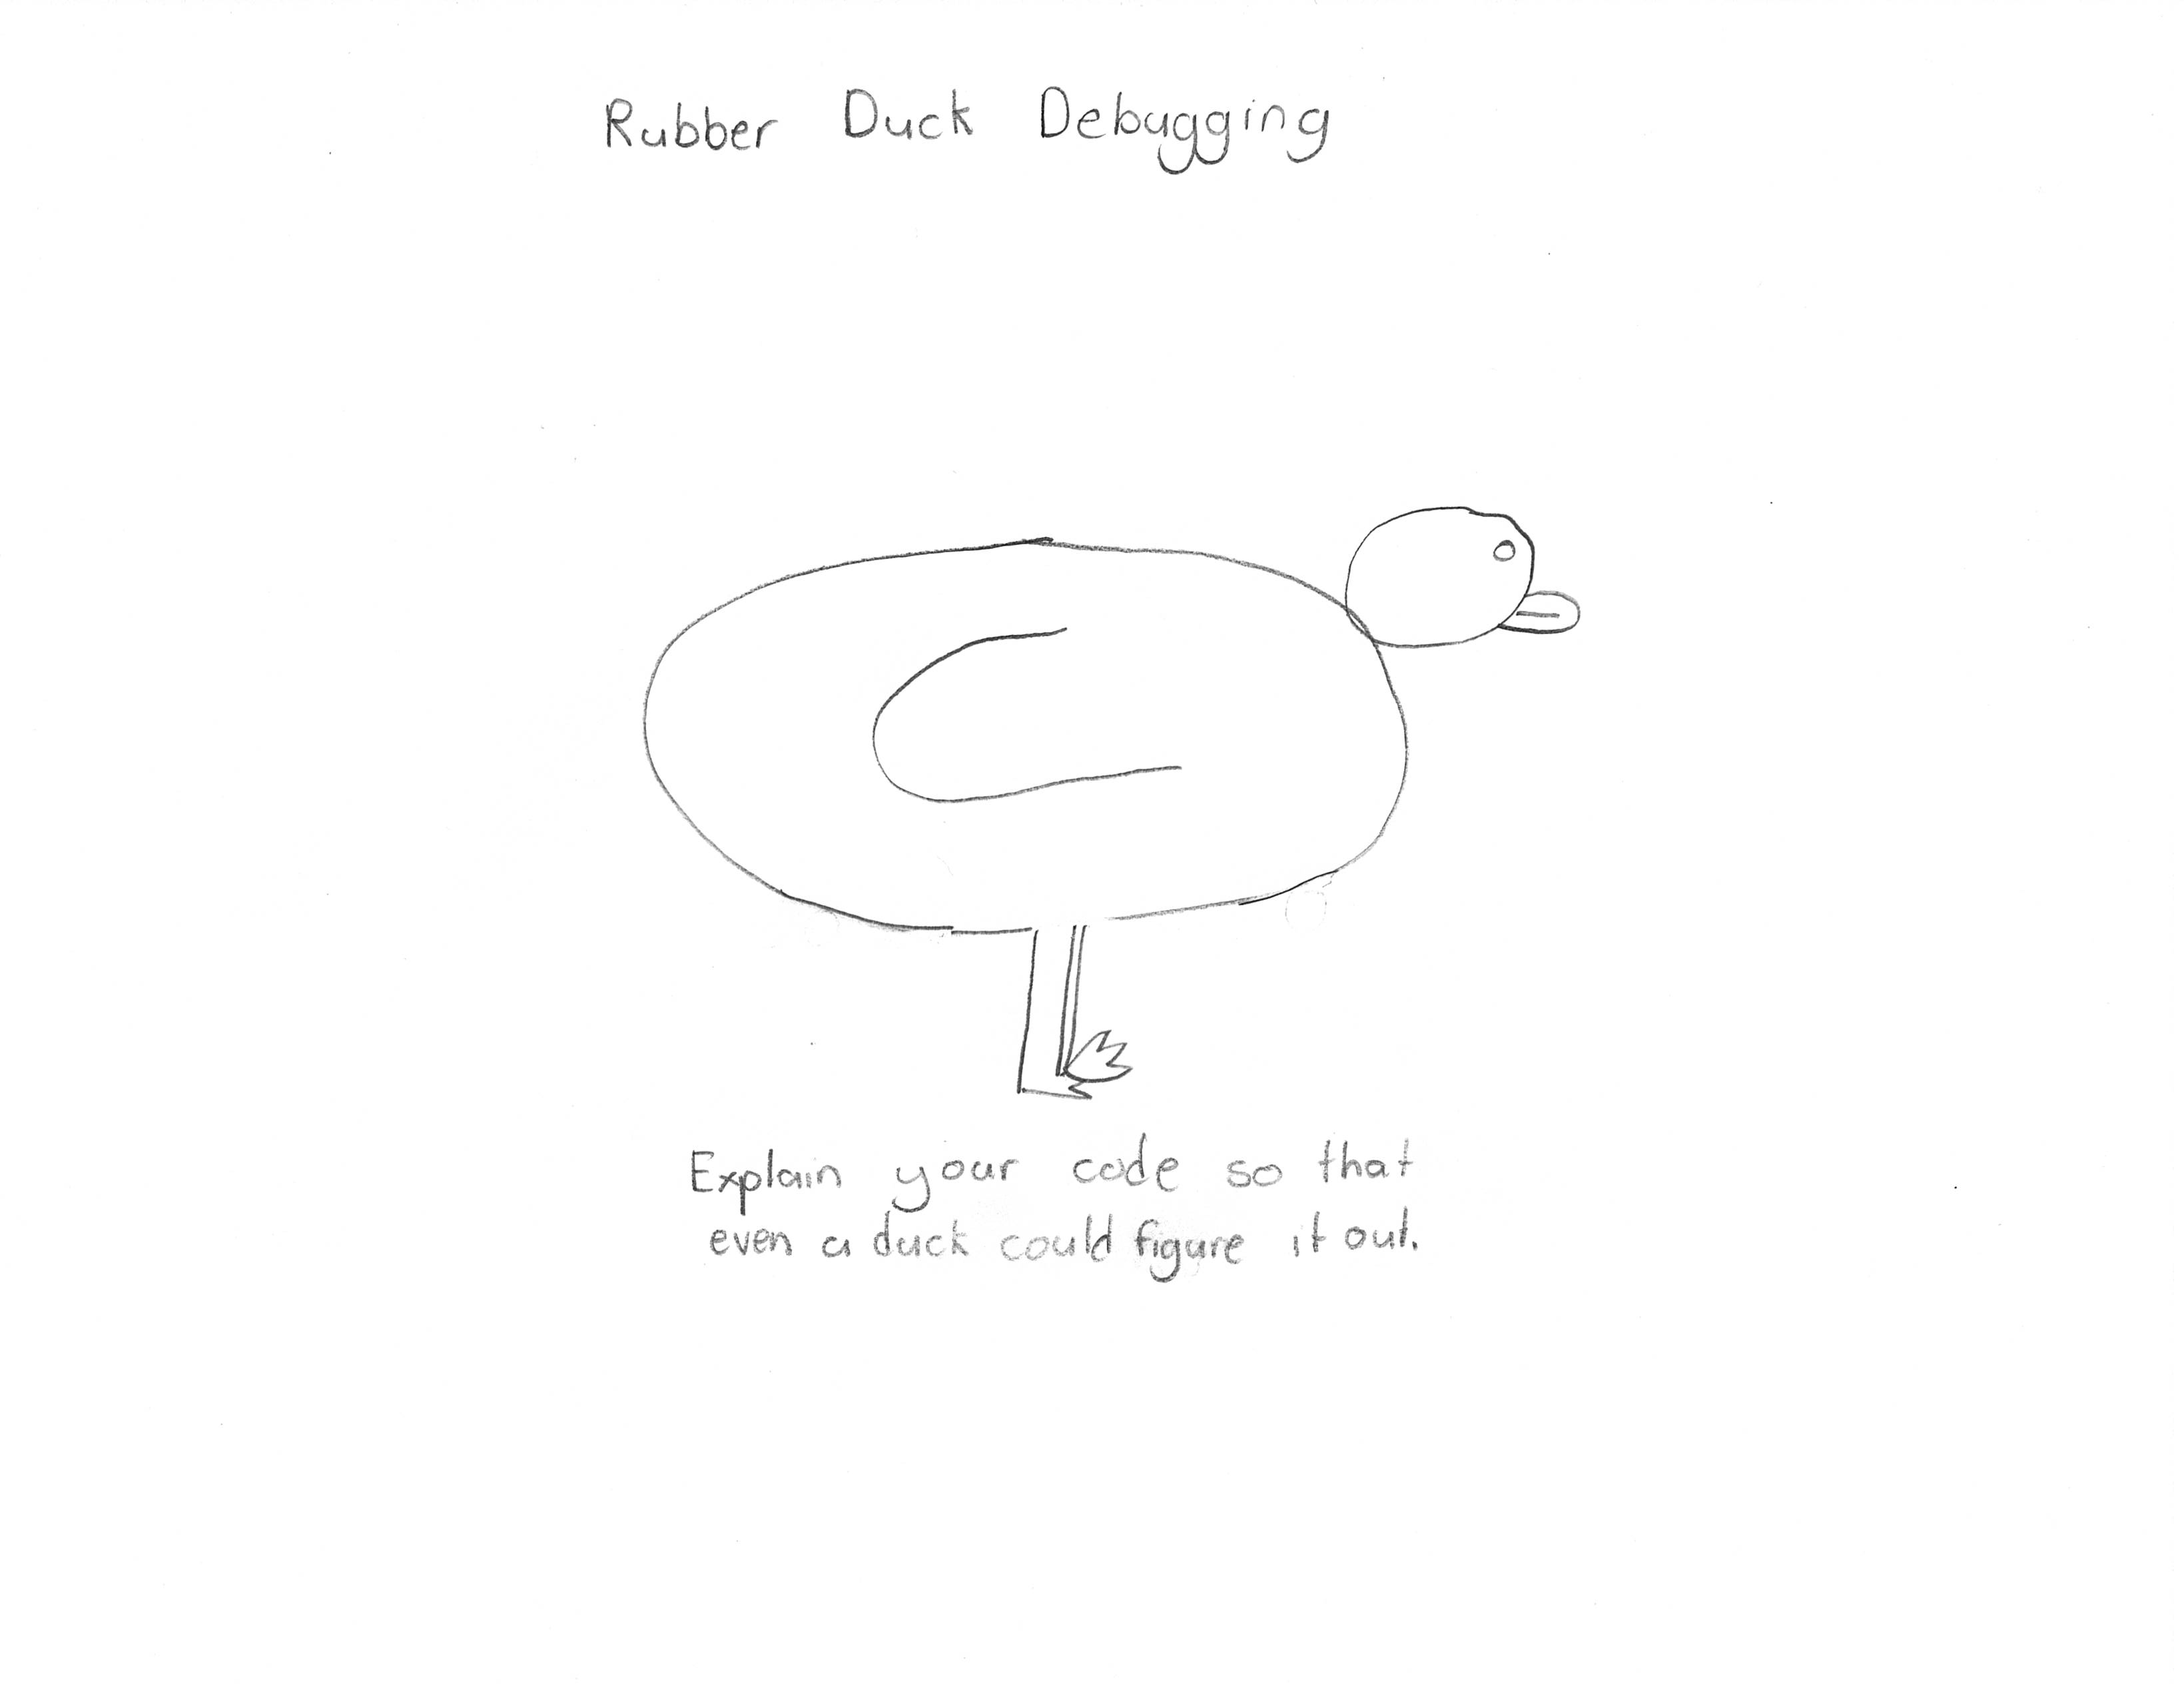 Rubber Duck Debugging
Explain your code so that
even a duck could figure it out.